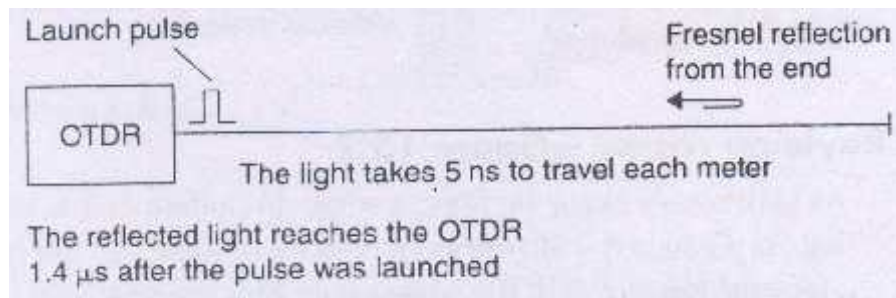 Launch pulse
Fresnel reflection
from the end
OTDR
The light takes 5 ns to travel each meter
The reflected light reaches the OTDR
1.4 μs after the pulse was launched